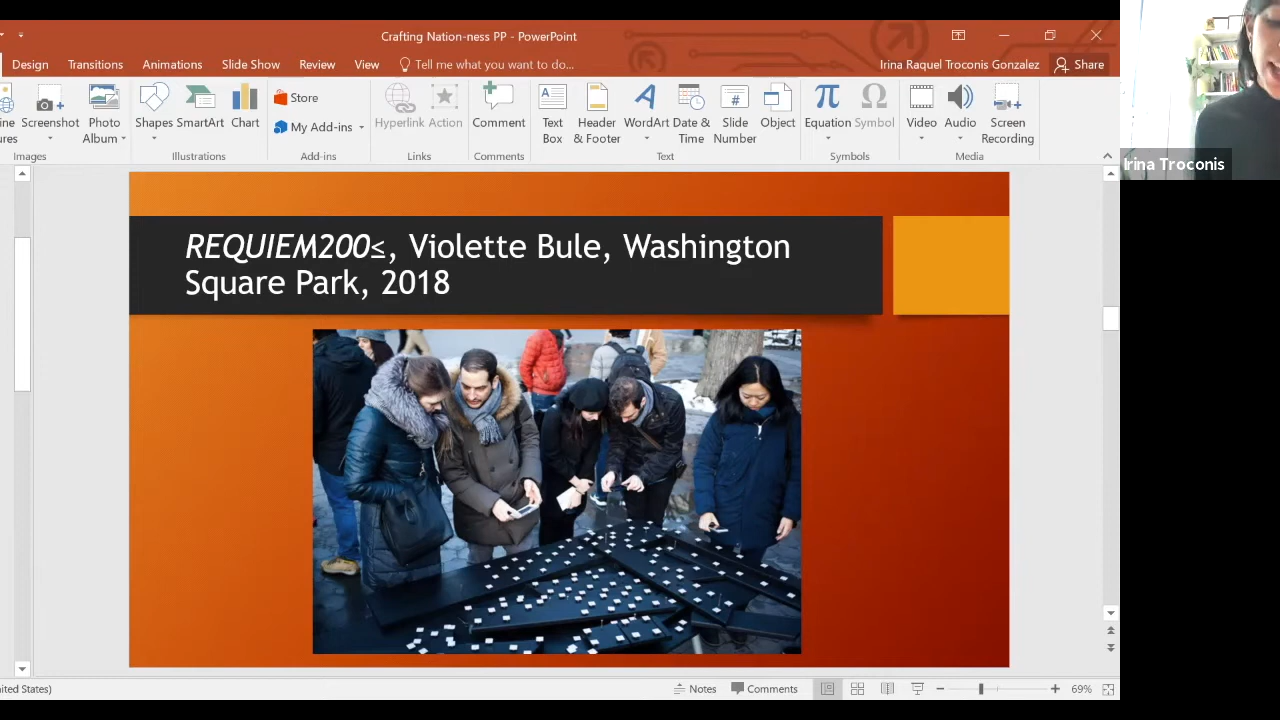 Crafting Nation-ness PP - PowerPoint
Design Transitions Animations Slide Show Review View Tell me what you want to do... Irina Raquel Troconis Gonzalez Share
Screenshot Photo Album Shapes SmartArt Chart Store My Add-ins Hyperlink Action Comment Text Box Header & Footer WordArt Date & Time Slide Number Object Equation Symbol Video Audio Screen Recording
Images Illustrations Add-ins Links Comments Text Symbols Media
Irina Troconis
REQUIEM200≤, Violette Bule, Washington
Square Park, 2018
ited States) Notes Comments 69%